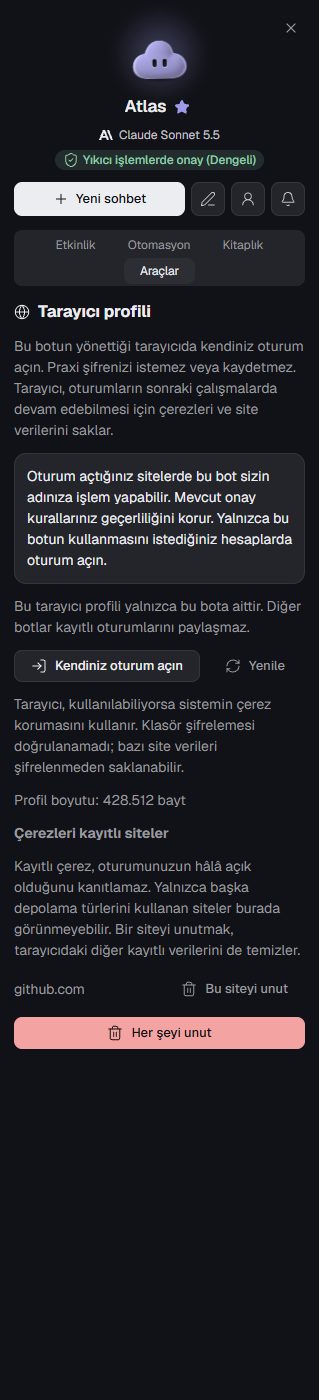 Atlas
Claude Sonnet 5.5
Yıkıcı işlemlerde onay (Dengeli)
Yeni sohbet
Etkinlik Otomasyon Kitaplık
Araçlar
Tarayıcı profili
Bu botun yönettiği tarayıcıda kendiniz oturum
açın. Praxi şifrenizi istemez veya kaydetmez.
Tarayıcı, oturumların sonraki çalışmalarda
devam edebilmesi için çerezleri ve site
verilerini saklar.
Oturum açtığınız sitelerde bu bot sizin
adınıza işlem yapabilir. Mevcut onay
kurallarınız geçerliliğini korur. Yalnızca bu
botun kullanmasını istediğiniz hesaplarda
oturum açın.
Bu tarayıcı profili yalnızca bu bota aittir. Diğer
botlar kayıtlı oturumlarını paylaşmaz.
Kendiniz oturum açın Yenile
Tarayıcı, kullanılabiliyorsa sistemin çerez
korumasını kullanır. Klasör şifrelemesi
doğrulanamadı; bazı site verileri
şifrelenmeden saklanabilir.
Profil boyutu: 428.512 bayt
Çerezleri kayıtlı siteler
Kayıtlı çerez, oturumunuzun hâlâ açık
olduğunu kanıtlamaz. Yalnızca başka
depolama türlerini kullanan siteler burada
görünmeyebilir. Bir siteyi unutmak,
tarayıcıdaki diğer kayıtlı verilerini de temizler.
github.com Bu siteyi unut
Her şeyi unut